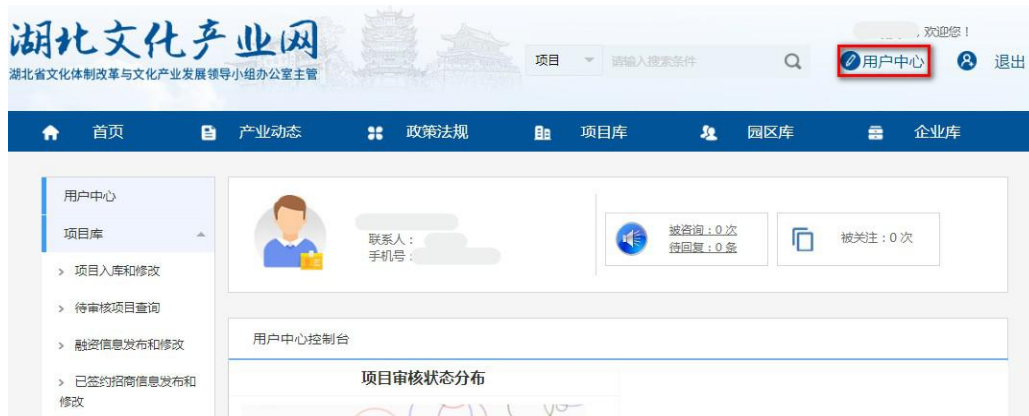 湖北文化产业网
湖北省文化体制改革与文化产业发展领导小组办公室主管
，欢迎您！
项目 请输入搜索条件 用户中心 退出
首页 产业动态 政策法规 项目库 园区库 企业库
用户中心
项目库
> 项目入库和修改
> 待审核项目查询
> 融资信息发布和修改
> 已签约招商信息发布和
修改
联系人：
手机号：
被咨询：0 次
待回复：0 条
被关注：0 次
用户中心控制台
项目审核状态分布